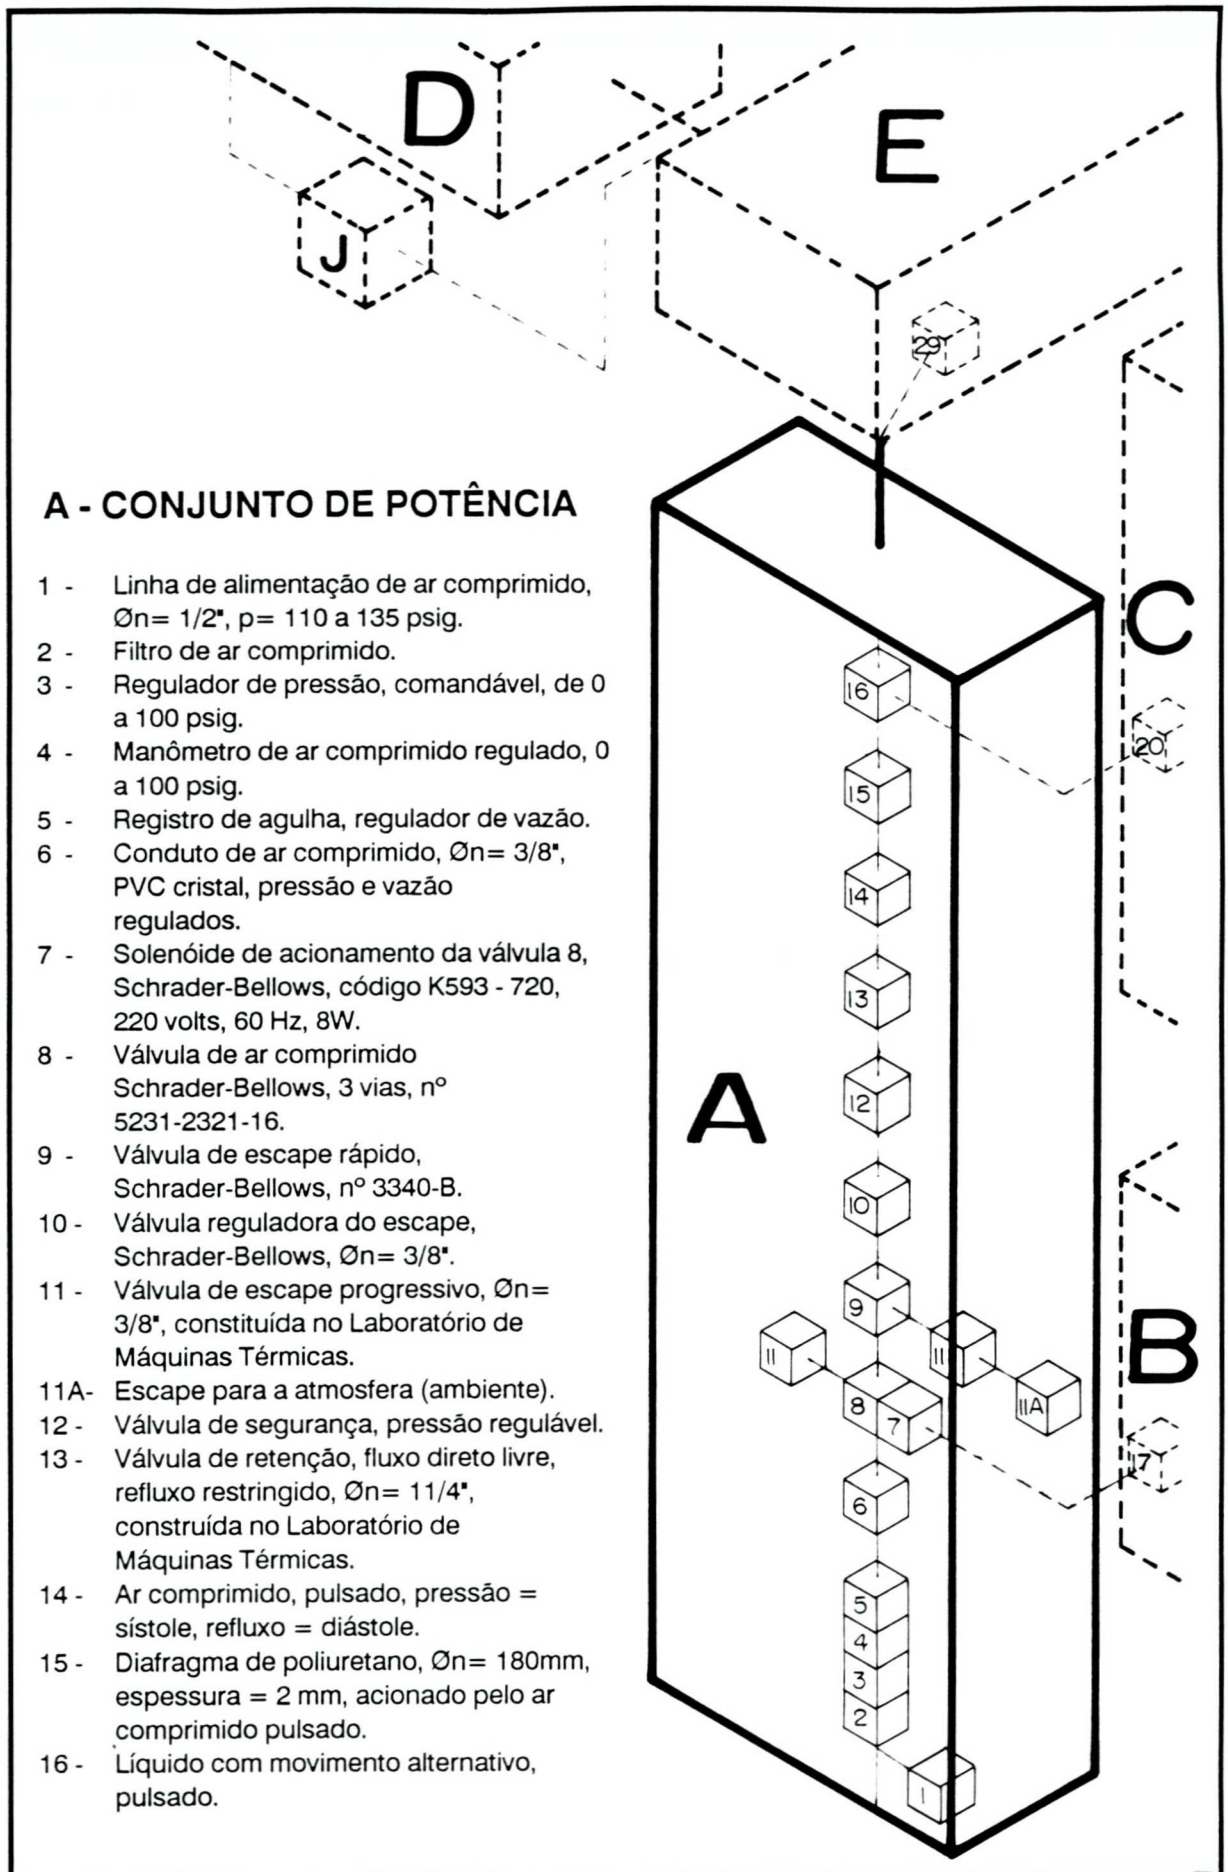 D
E
J
29
A - CONJUNTO DE POTÊNCIA
1 - Linha de alimentação de ar comprimido,
Øn= 1/2", p= 110 a 135 psig.
2 - Filtro de ar comprimido.
3 - Regulador de pressão, comandável, de 0
a 100 psig.
4 - Manômetro de ar comprimido regulado, 0
a 100 psig.
5 - Registro de agulha, regulador de vazão.
6 - Conduto de ar comprimido, Øn= 3/8",
PVC cristal, pressão e vazão
regulados.
7 - Solenóide de acionamento da válvula 8,
Schrader-Bellows, código K593 - 720,
220 volts, 60 Hz, 8W.
8 - Válvula de ar comprimido
Schrader-Bellows, 3 vias, nº
5231-2321-16.
9 - Válvula de escape rápido,
Schrader-Bellows, nº 3340-B.
10 - Válvula reguladora do escape,
Schrader-Bellows, Øn= 3/8".
11 - Válvula de escape progressivo, Øn=
3/8", constituída no Laboratório de
Máquinas Térmicas.
11A- Escape para a atmosfera (ambiente).
12 - Válvula de segurança, pressão regulável.
13 - Válvula de retenção, fluxo direto livre,
refluxo restringido, Øn= 11/4",
construída no Laboratório de
Máquinas Térmicas.
14 - Ar comprimido, pulsado, pressão =
sístole, refluxo = diástole.
15 - Diafragma de poliuretano, Øn= 180mm,
espessura = 2 mm, acionado pelo ar
comprimido pulsado.
16 - Líquido com movimento alternativo,
pulsado.
C
16
20
15
14
13
A
12
10
9
B
11
11
8
7
11A
17
6
5
4
3
2
1